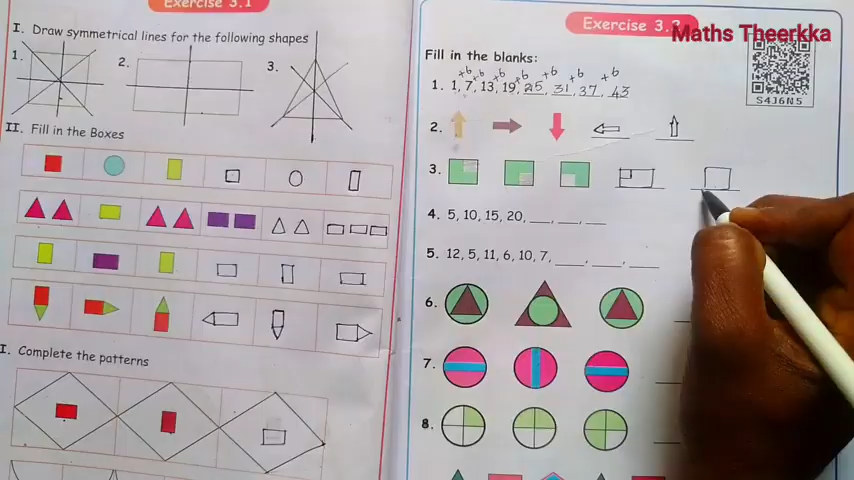 Exercise 3.1
I. Draw symmetrical lines for the following shapes
1.
2.
3.
II. Fill in the Boxes
I. Complete the patterns
Exercise 3.2
Maths Theerkka
S4J6N5
Fill in the blanks:
+6 +6 +6 +6 +6 +6 +6
1. 1, 7, 13, 19, 25, 31, 37, 43
2.
3.
4. 5, 10, 15, 20, ___, ___, ___
5. 12, 5, 11, 6, 10, 7, ____, ____, ____
6.
7.
8.